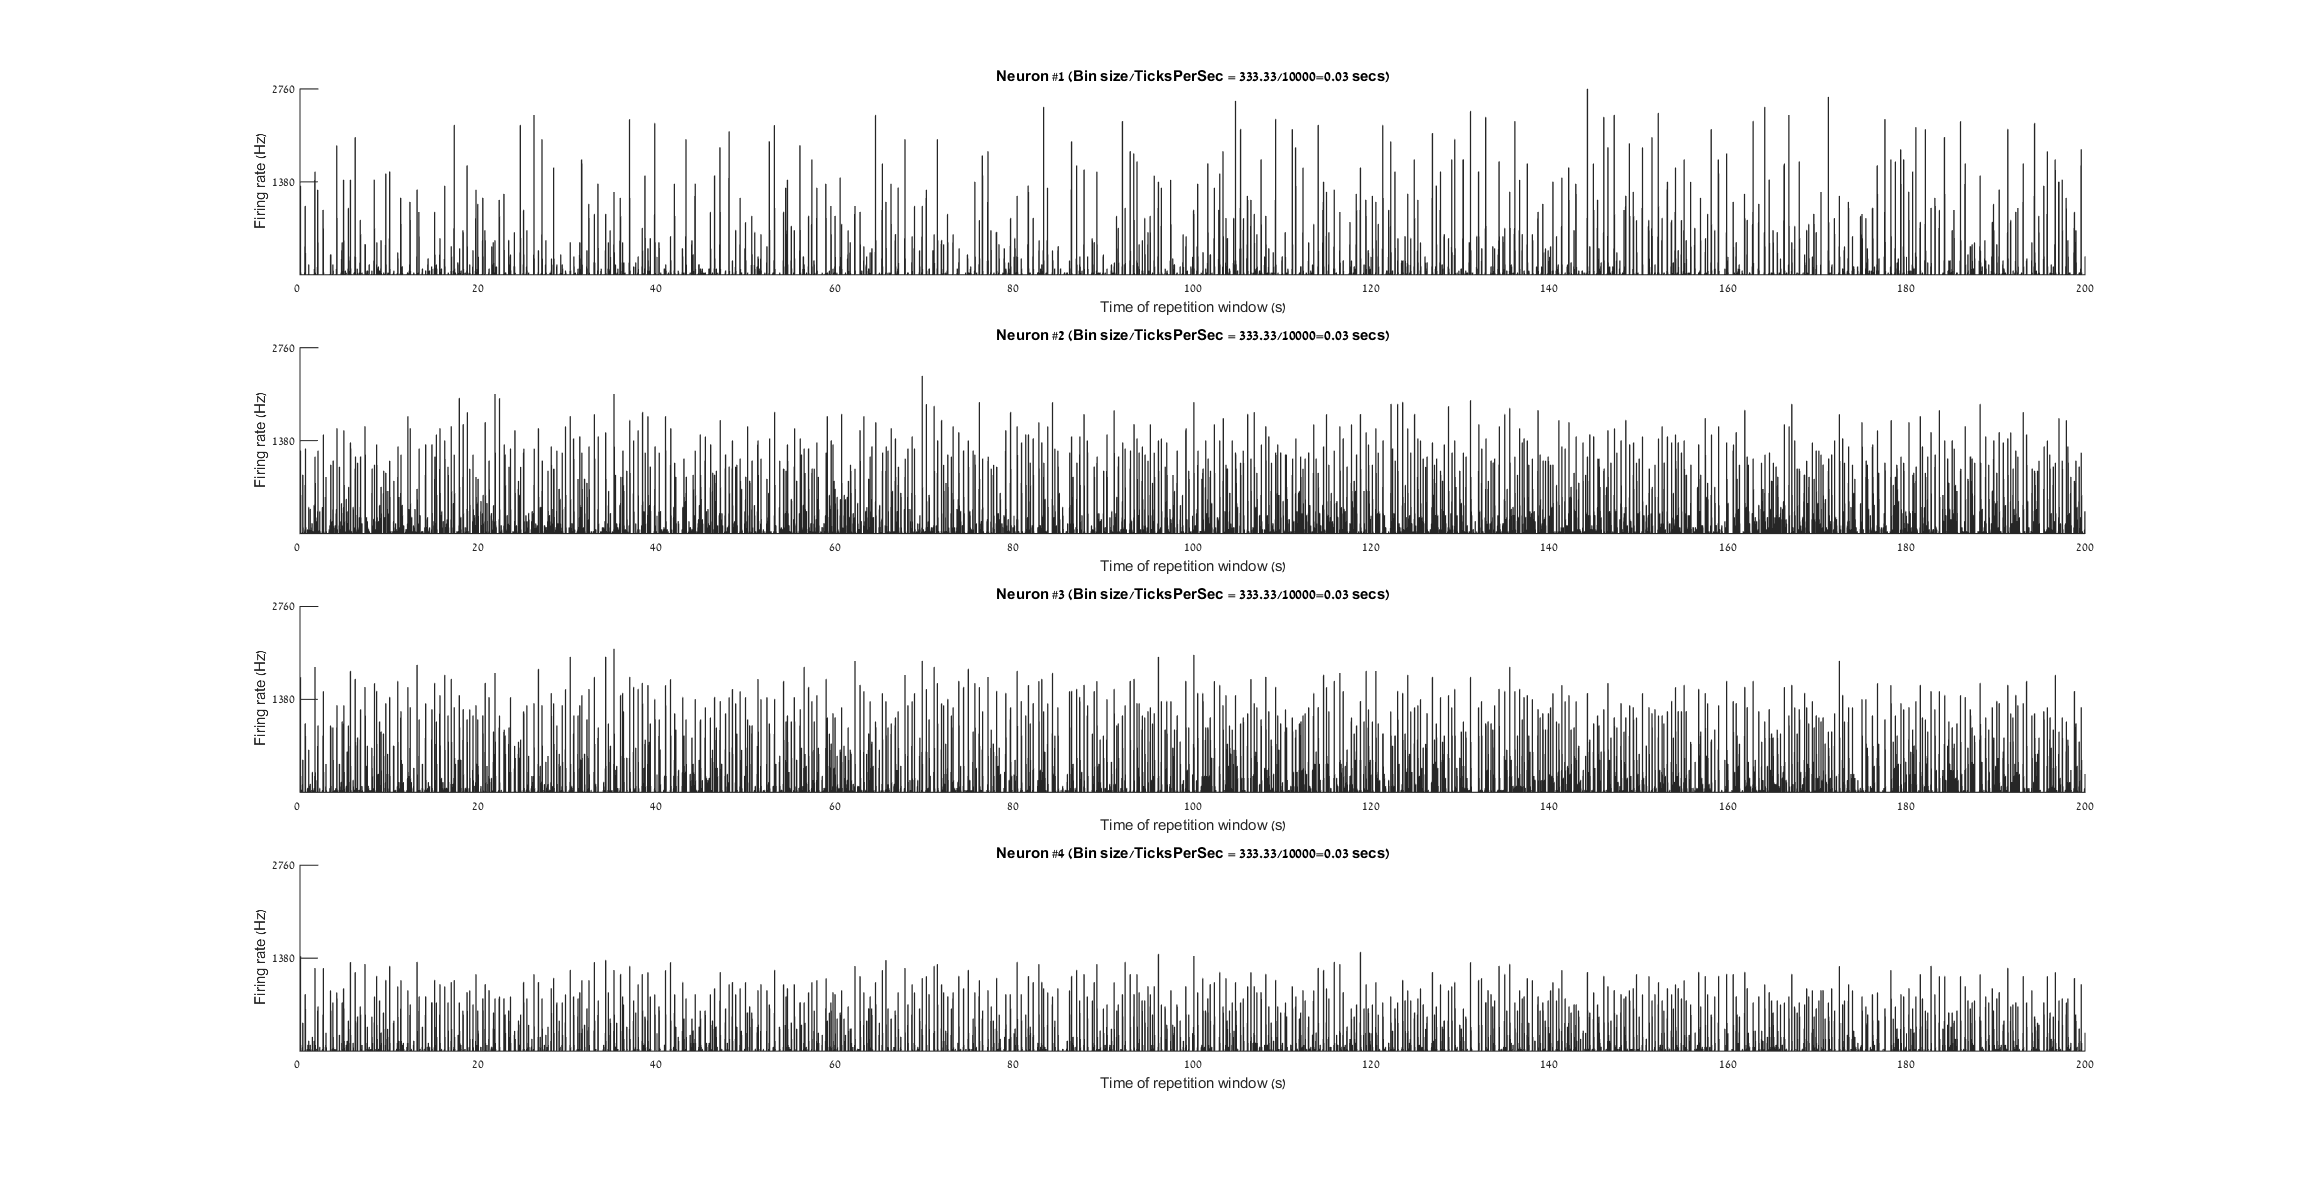 Neuron #1 (Bin size/TicksPerSec = 333.33/10000=0.03 secs)
2760
1380
Firing rate (Hz)
0 20 40 60 80 100 120 140 160 180 200
Time of repetition window (s)
Neuron #2 (Bin size/TicksPerSec = 333.33/10000=0.03 secs)
2760
1380
Firing rate (Hz)
0 20 40 60 80 100 120 140 160 180 200
Time of repetition window (s)
Neuron #3 (Bin size/TicksPerSec = 333.33/10000=0.03 secs)
2760
1380
Firing rate (Hz)
0 20 40 60 80 100 120 140 160 180 200
Time of repetition window (s)
Neuron #4 (Bin size/TicksPerSec = 333.33/10000=0.03 secs)
2760
1380
Firing rate (Hz)
0 20 40 60 80 100 120 140 160 180 200
Time of repetition window (s)